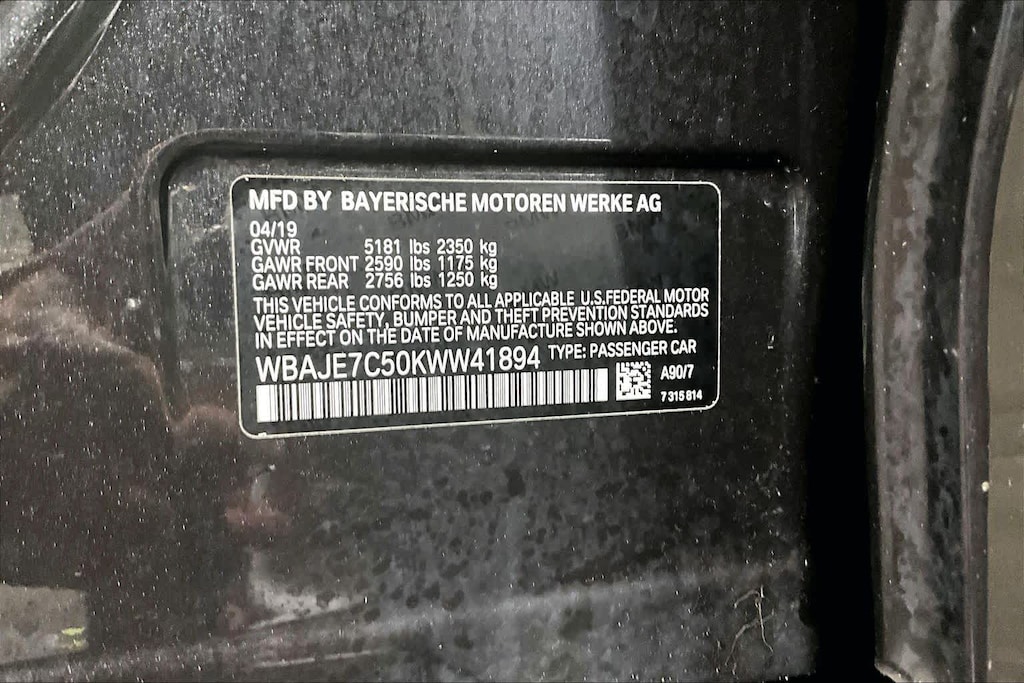 MFD BY BAYERISCHE MOTOREN WERKE AG
04/19
GVWR 5181 lbs 2350 kg
GAWR FRONT 2590 lbs 1175 kg
GAWR REAR 2756 lbs 1250 kg
THIS VEHICLE CONFORMS TO ALL APPLICABLE U.S.FEDERAL MOTOR
VEHICLE SAFETY, BUMPER AND THEFT PREVENTION STANDARDS
IN EFFECT ON THE DATE OF MANUFACTURE SHOWN ABOVE.
WBAJE7C50KWW41894 TYPE: PASSENGER CAR
A90/7
7 315 814